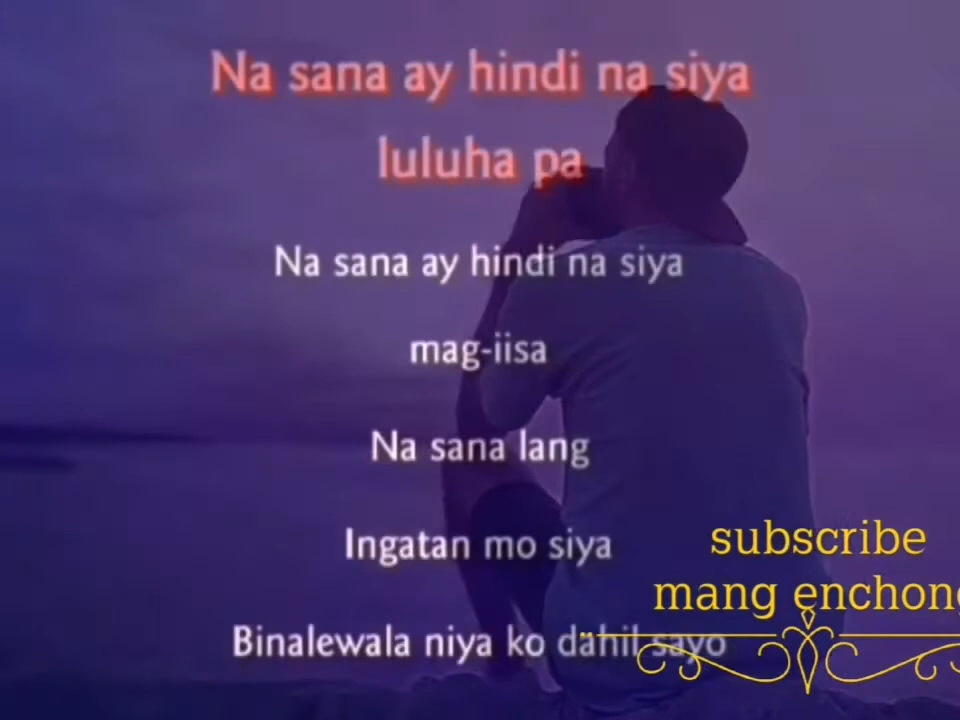 Na sana ay hindi na siya
luluha pa
Na sana ay hindi na siya
mag-iisa
Na sana lang
Ingatan mo siya
Binalewala niya ko dahil sayo
subscribe
mang enchong